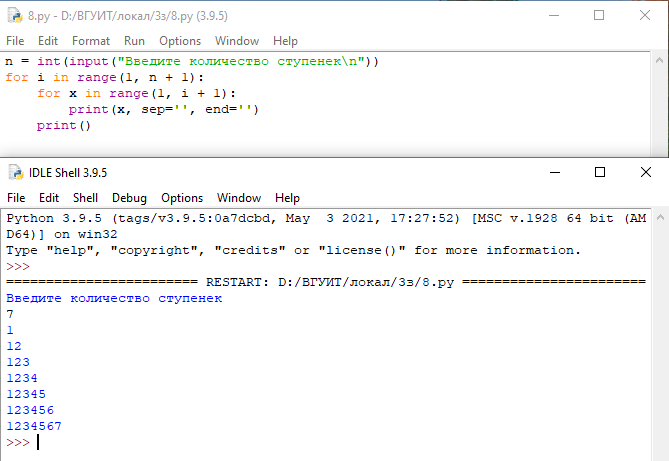 8.py - D:/ВГУИТ/локал/3з/8.py (3.9.5)
File Edit Format Run Options Window Help
n = int(input("Введите количество ступенек\n"))
for i in range(1, n + 1):
    for x in range(1, i + 1):
        print(x, sep='', end='')
    print()
IDLE Shell 3.9.5
File Edit Shell Debug Options Window Help
Python 3.9.5 (tags/v3.9.5:0a7dcbd, May  3 2021, 17:27:52) [MSC v.1928 64 bit (AM
D64)] on win32
Type "help", "copyright", "credits" or "license()" for more information.
>>>
======================== RESTART: D:/ВГУИТ/локал/3з/8.py =======================
Введите количество ступенек
7
1
12
123
1234
12345
123456
1234567
>>>